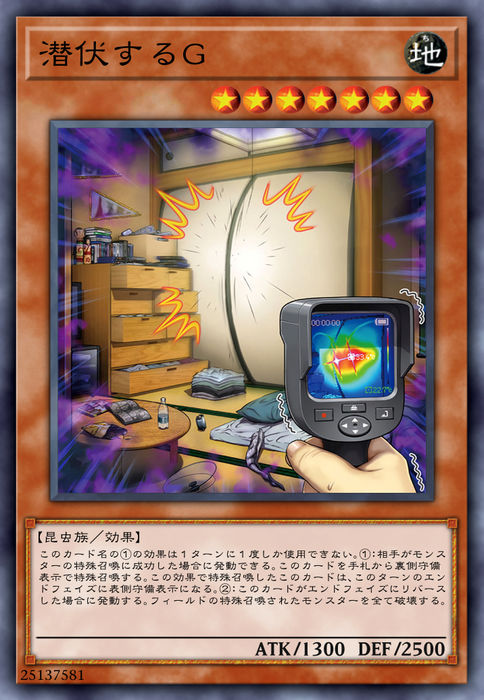 潜伏するG
ち
地
00:00:00
【昆虫族／効果】
このカード名の①の効果は１ターンに１度しか使用できない。①：相手がモンス
ターの特殊召喚に成功した場合に発動できる。このカードを手札から裏側守備
表示で特殊召喚する。この効果で特殊召喚したこのカードは、このターンのエン
ドフェイズに表側守備表示になる。②：このカードがエンドフェイズにリバース
した場合に発動する。フィールドの特殊召喚されたモンスターを全て破壊する。
ATK/1300 DEF/2500
25137581